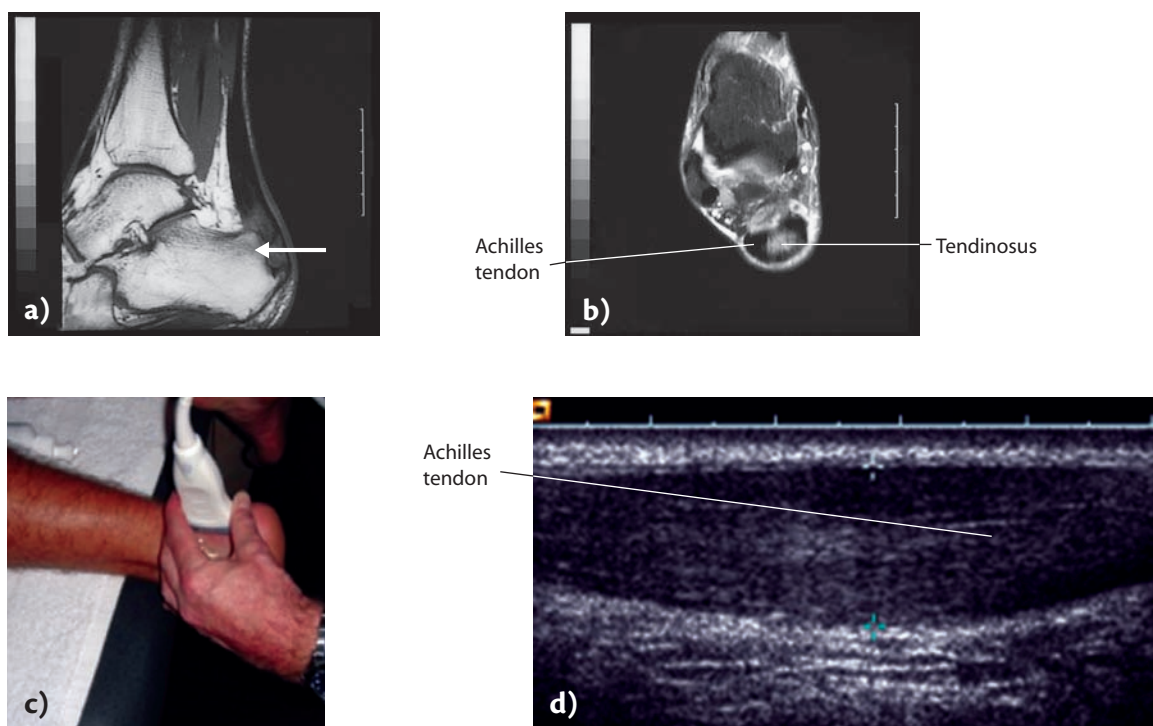 a)
Achilles
tendon
Tendinosus
b)
c)
Achilles
tendon
d)